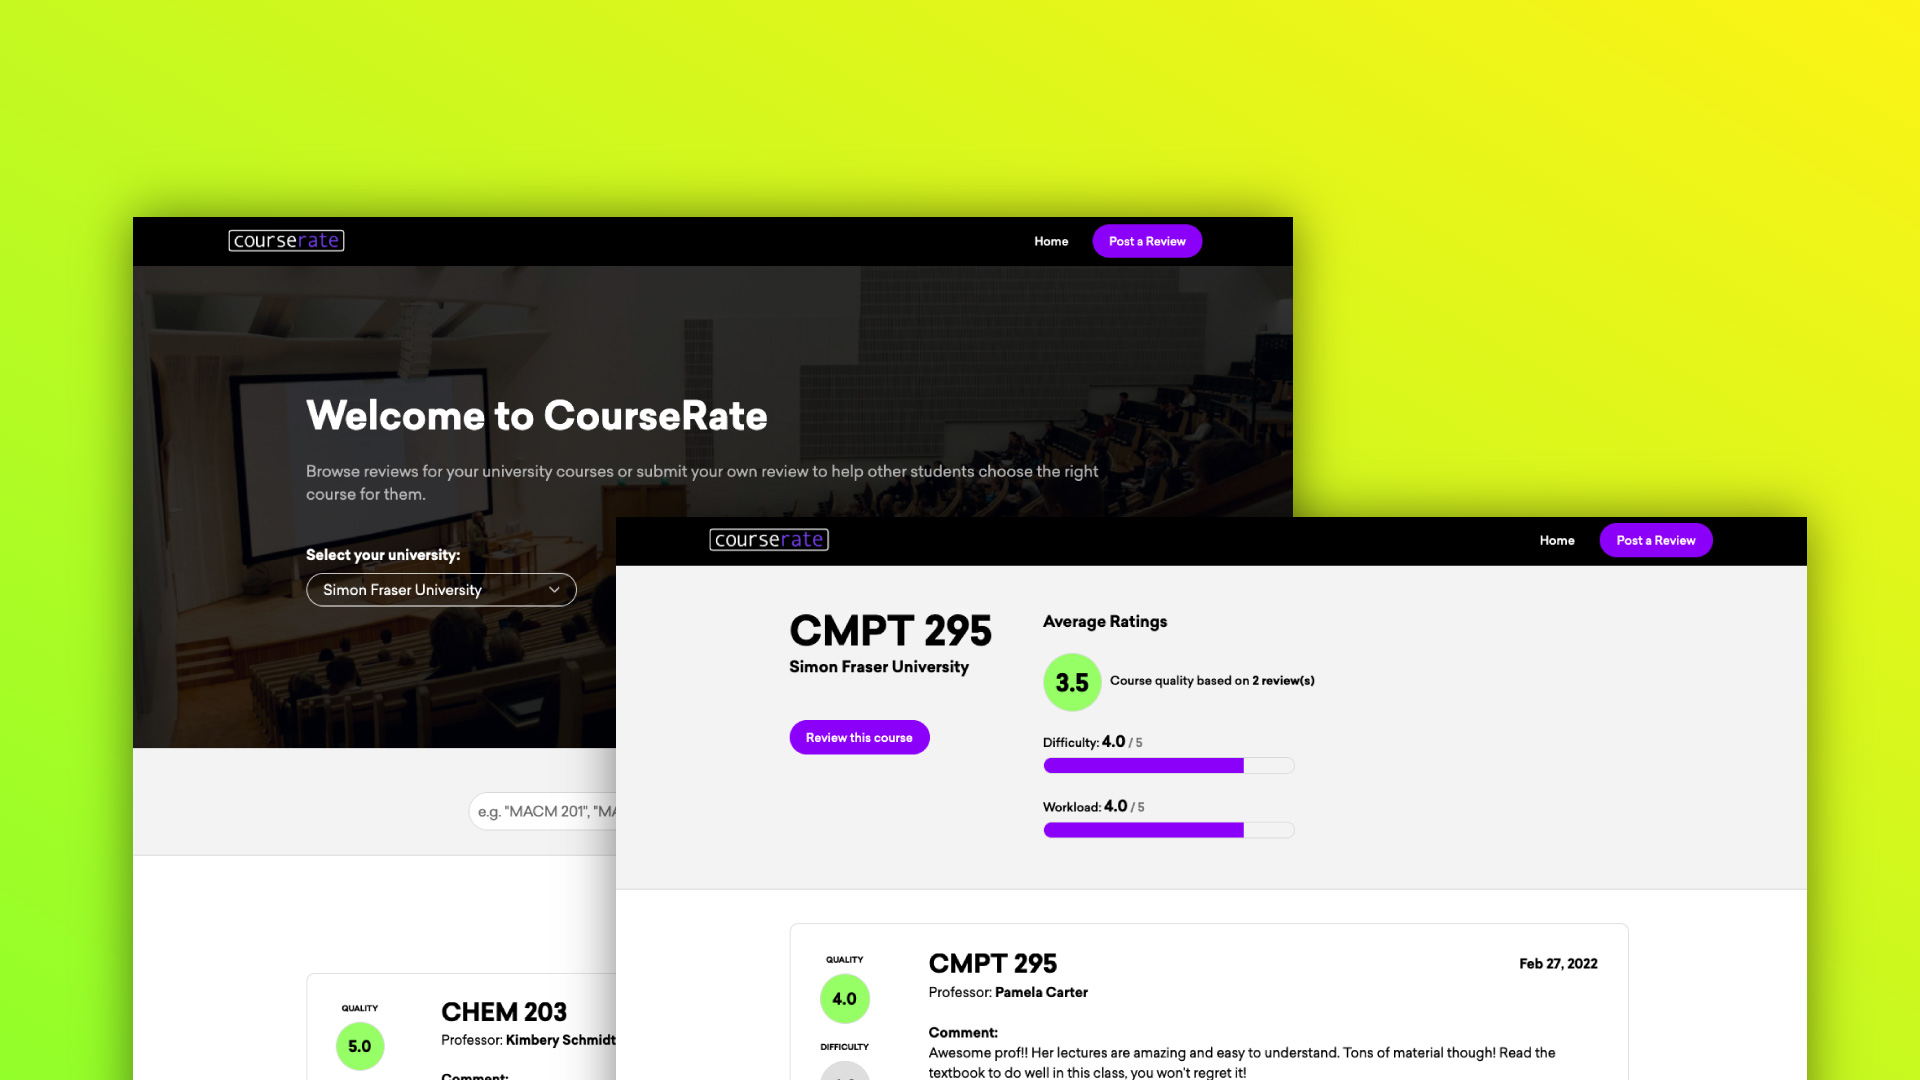 courserate
Home
Post a Review
Welcome to CourseRate
Browse reviews for your university courses or submit your own review to help other students choose the right
course for them.
Select your university:
Simon Fraser University
e.g. "MACM 201",
QUALITY
CHEM 203
5.0
Professor: Kimbery Schmidt
Comment:
courserate
Home
Post a Review
CMPT 295
Simon Fraser University
Review this course
Average Ratings
3.5
Course quality based on 2 review(s)
Difficulty: 4.0 / 5
Workload: 4.0 / 5
QUALITY
4.0
DIFFICULTY
CMPT 295
Feb 27, 2022
Professor: Pamela Carter
Comment:
Awesome prof!! Her lectures are amazing and easy to understand. Tons of material though! Read the
textbook to do well in this class, you won't regret it!